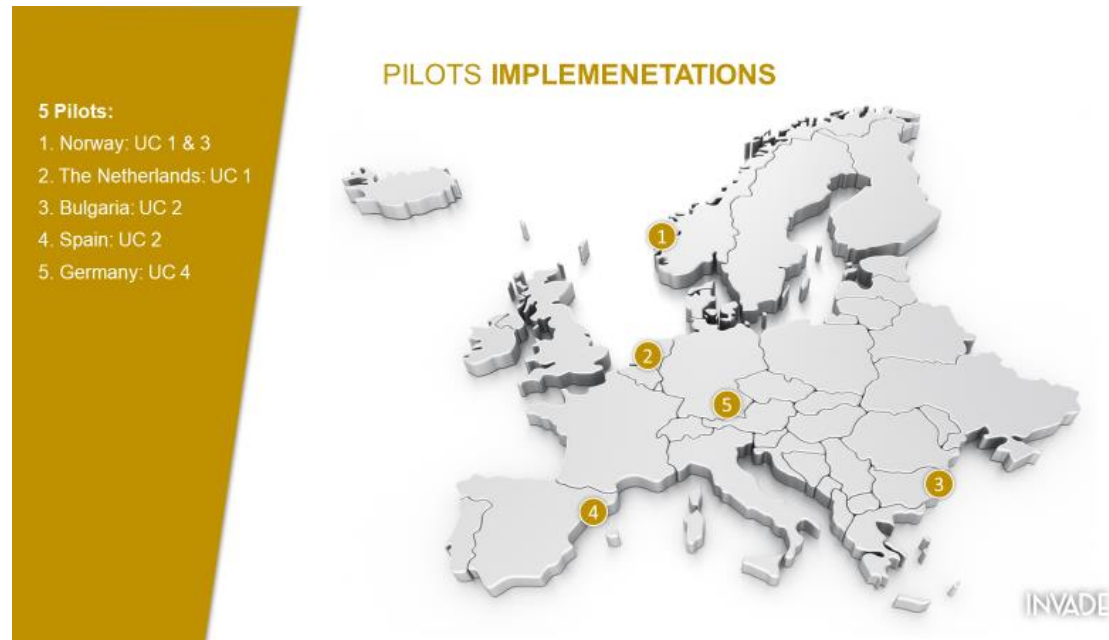 PILOTS IMPLEMENETATIONS
5 Pilots:
1. Norway: UC 1 & 3
2. The Netherlands: UC 1
3. Bulgaria: UC 2
4. Spain: UC 2
5. Germany: UC 4
1
2
5
3
4
INVADE